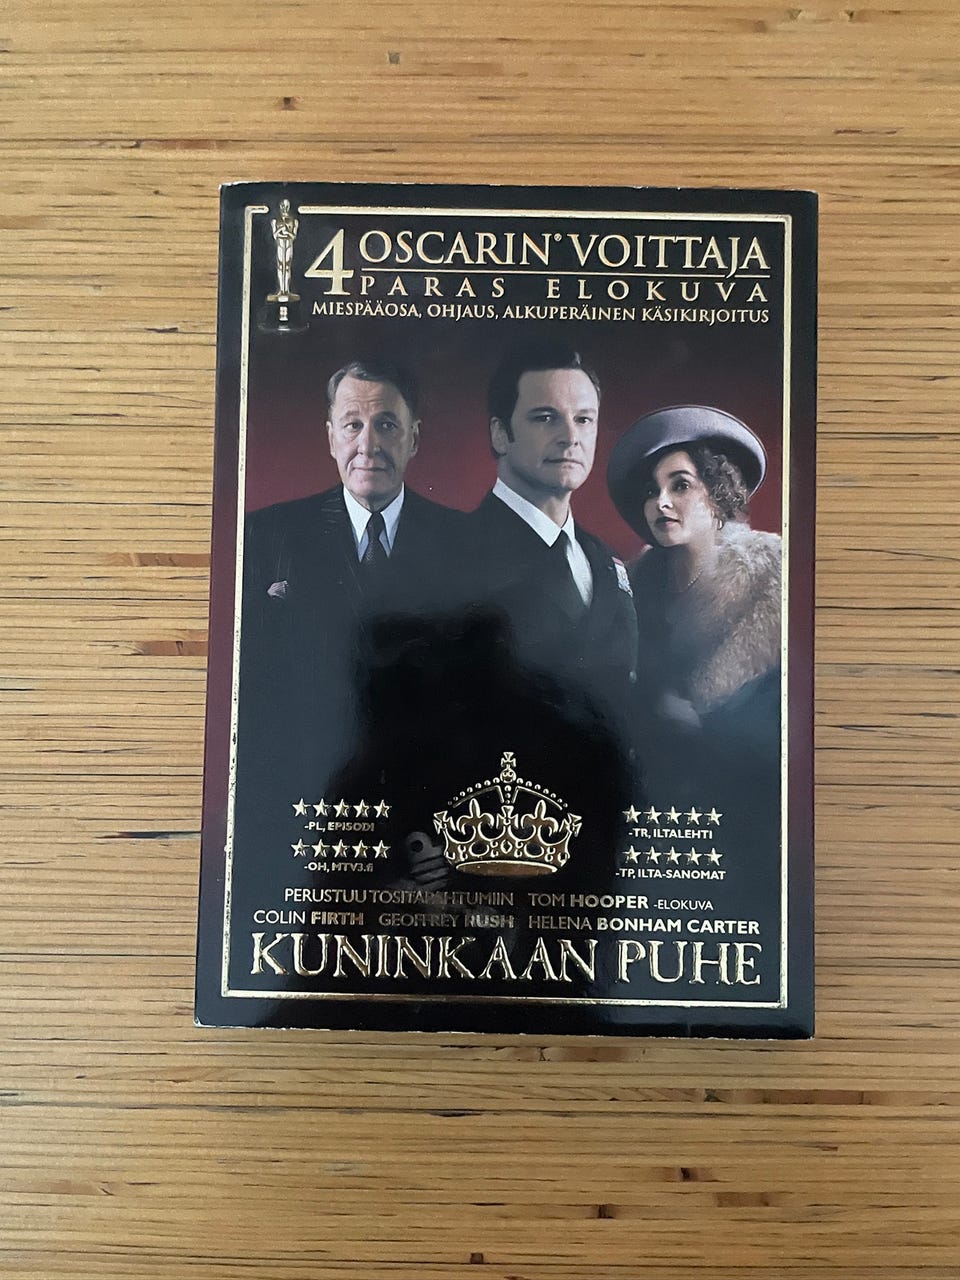 4 OSCARIN® VOITTAJA
PARAS ELOKUVA
MIESPÄÄOSA, OHJAUS, ALKUPERÄINEN KÄSIKIRJOITUS
-PL, EPISODI
-TR, ILTALEHTI
-OH, MTV3.fi
-TP, ILTA-SANOMAT
PERUSTUU TOSITAPAHTUMIIN TOM HOOPER -ELOKUVA
COLIN FIRTH GEOFFREY RUSH HELENA BONHAM CARTER
KUNINKAAN PUHE